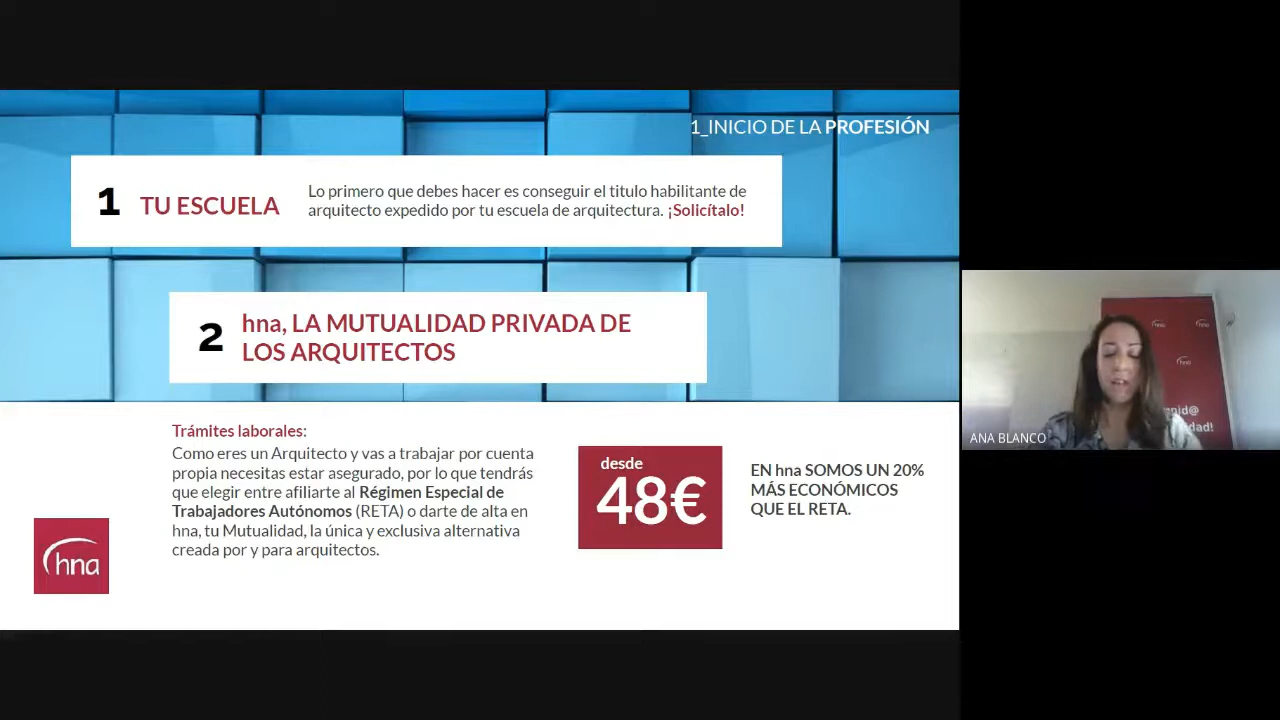 1_INICIO DE LA PROFESIÓN
1 TU ESCUELA
Lo primero que debes hacer es conseguir el titulo habilitante de
arquitecto expedido por tu escuela de arquitectura. ¡Solicítalo!
2 hna, LA MUTUALIDAD PRIVADA DE
LOS ARQUITECTOS
Trámites laborales:
Como eres un Arquitecto y vas a trabajar por cuenta
propia necesitas estar asegurado, por lo que tendrás
que elegir entre afiliarte al Régimen Especial de
Trabajadores Autónomos (RETA) o darte de alta en
hna, tu Mutualidad, la única y exclusiva alternativa
creada por y para arquitectos.
desde
48€
EN hna SOMOS UN 20%
MÁS ECONÓMICOS
QUE EL RETA.
hna
hna
hna
hna
ANA BLANCO